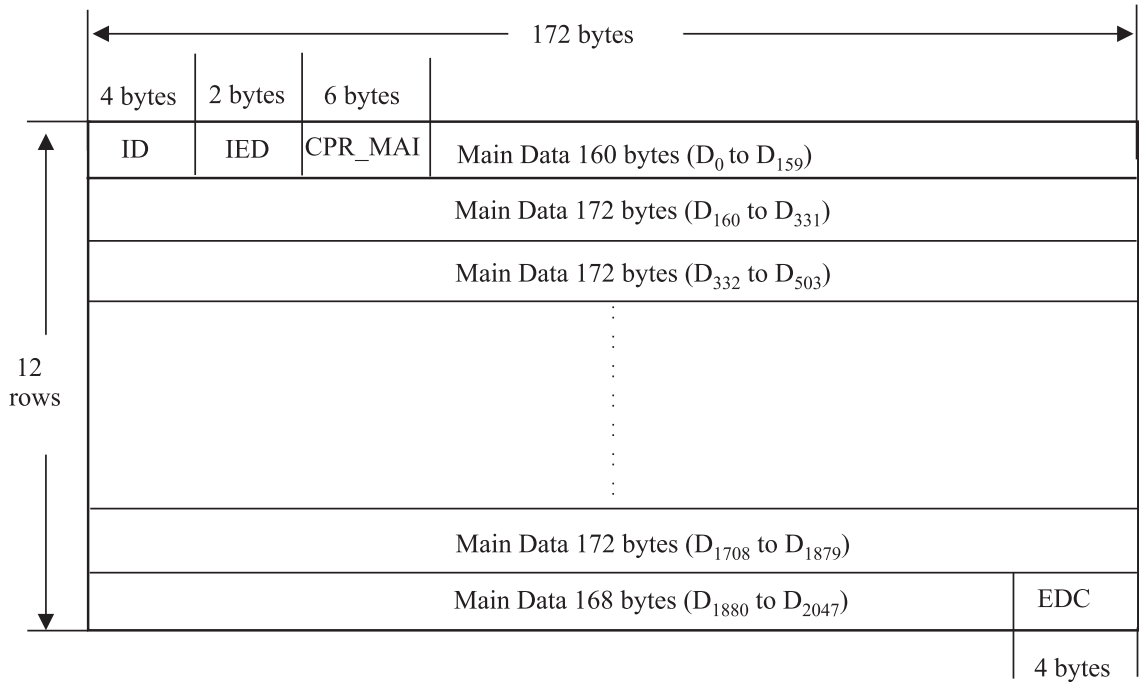 172 bytes
4 bytes 2 bytes 6 bytes
ID IED CPR_MAI Main Data 160 bytes (D0 to D159)
Main Data 172 bytes (D160 to D331)
Main Data 172 bytes (D332 to D503)
12
rows
Main Data 172 bytes (D1708 to D1879)
Main Data 168 bytes (D1880 to D2047) EDC
4 bytes